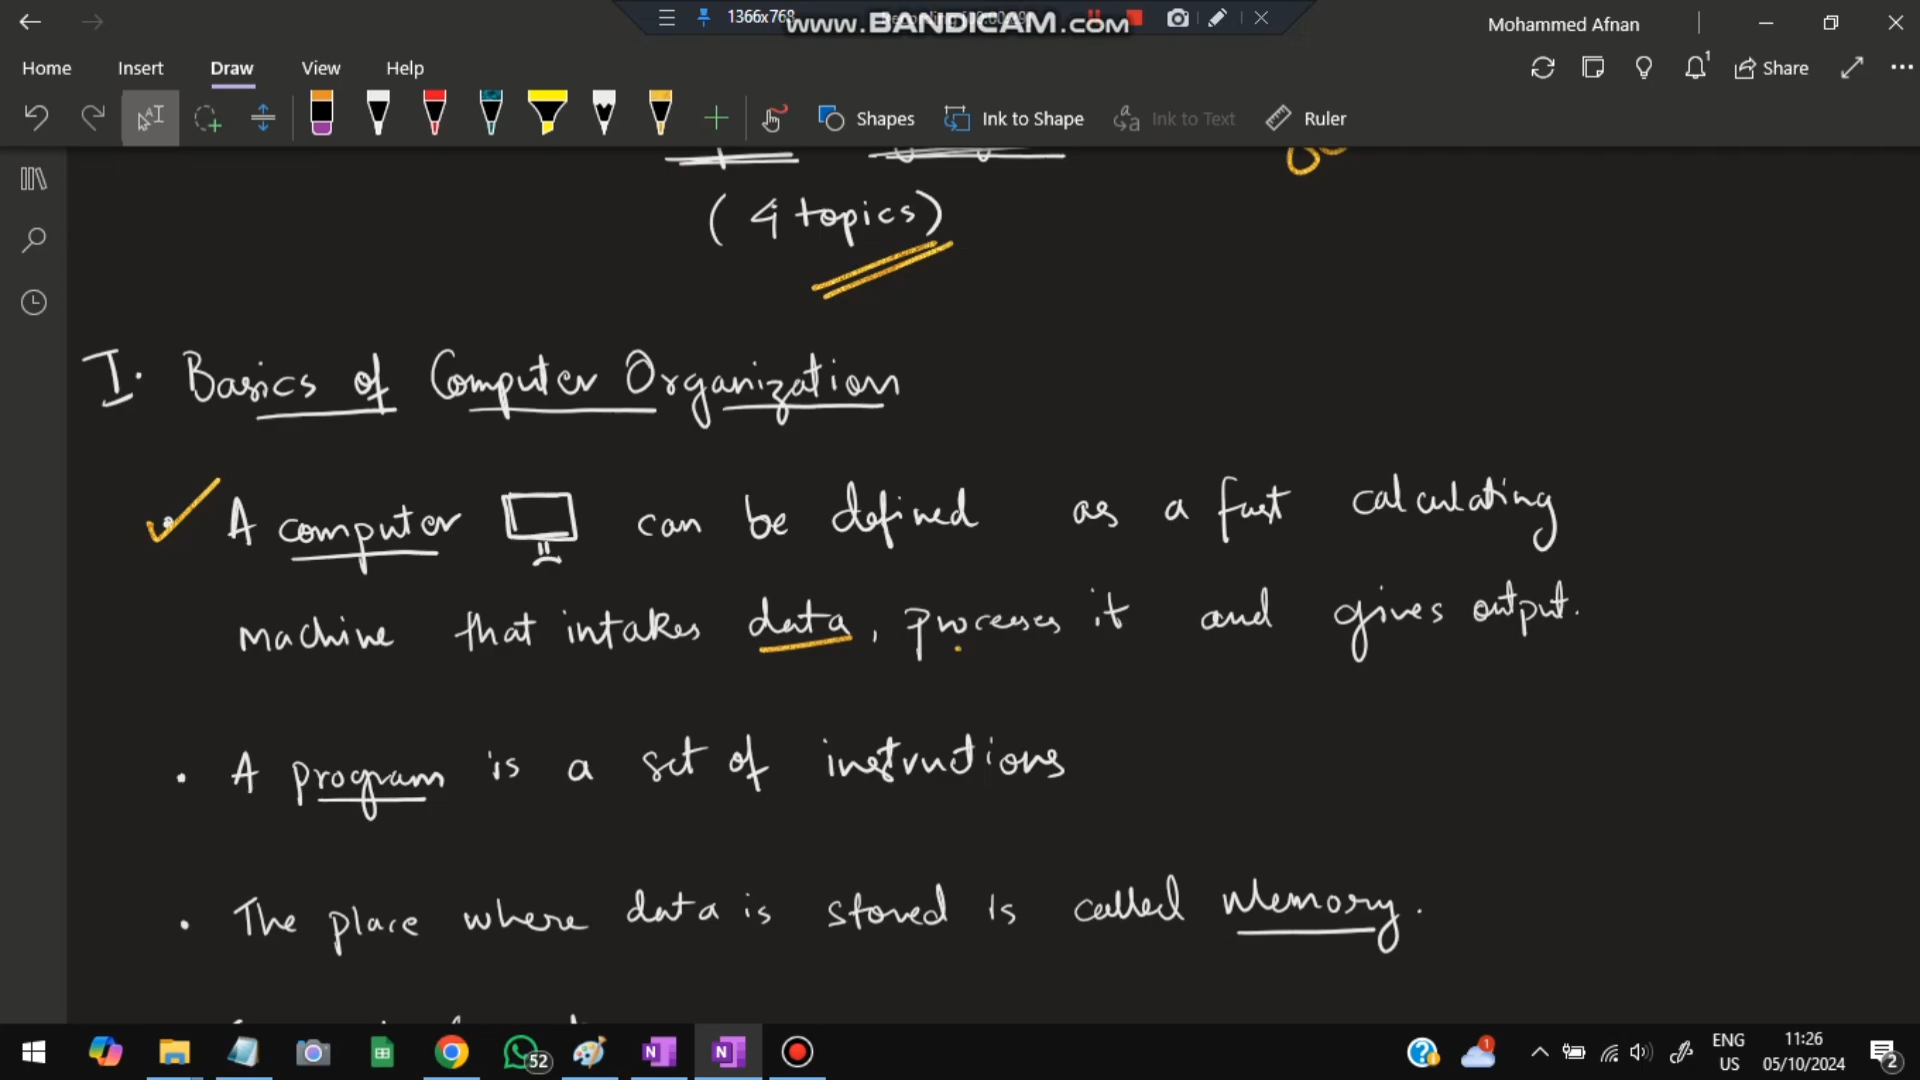 1366x768
www.BANDICAM.com
Mohammed Afnan
Home Insert Draw View Help
1
Share
Shapes
Ink to Shape
Ink to Text
Ruler
( 4 topics)
I. Basics of Computer Organization
A computer can be defined as a fast calculating
machine that intakes data, processes it and gives output.
• A program is a set of instructions
• The place where data is stored is called Memory.
52
1
ENG
US
11:26
05/10/2024
2